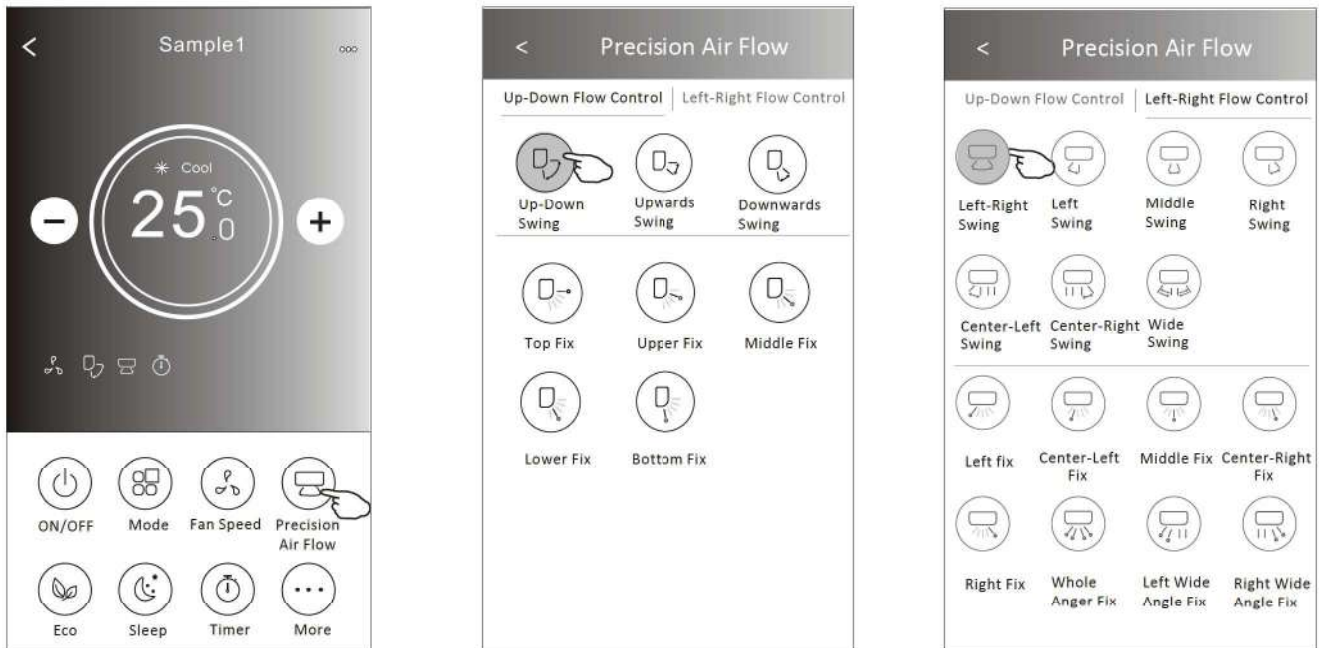 <
Sample1
ooo
Cool
25.0 °C
−
+
ON/OFF
Mode
Fan Speed
Precision
Air Flow
Eco
Sleep
Timer
More
<
Precision Air Flow
Up-Down Flow Control | Left-Right Flow Control
Up-Down
Swing
Upwards
Swing
Downwards
Swing
Top Fix
Upper Fix
Middle Fix
Lower Fix
Bottom Fix
<
Precision Air Flow
Up-Down Flow Control | Left-Right Flow Control
Left-Right
Swing
Left
Swing
Middle
Swing
Right
Swing
Center-Left
Swing
Center-Right
Swing
Wide
Swing
Left fix
Center-Left
Fix
Middle Fix
Center-Right
Fix
Right Fix
Whole
Anger Fix
Left Wide
Angle Fix
Right Wide
Angle Fix